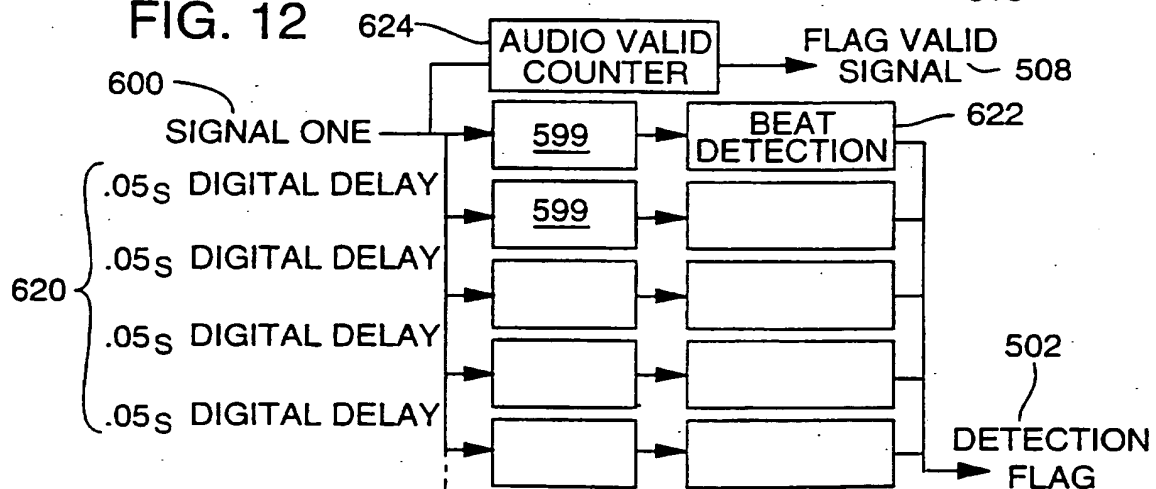 FIG. 12
624
AUDIO VALID
COUNTER
FLAG VALID
SIGNAL
508
600
SIGNAL ONE
599
BEAT
DETECTION
622
.05s DIGITAL DELAY
599
.05s DIGITAL DELAY
620
.05s DIGITAL DELAY
502
.05s DIGITAL DELAY
DETECTION
FLAG